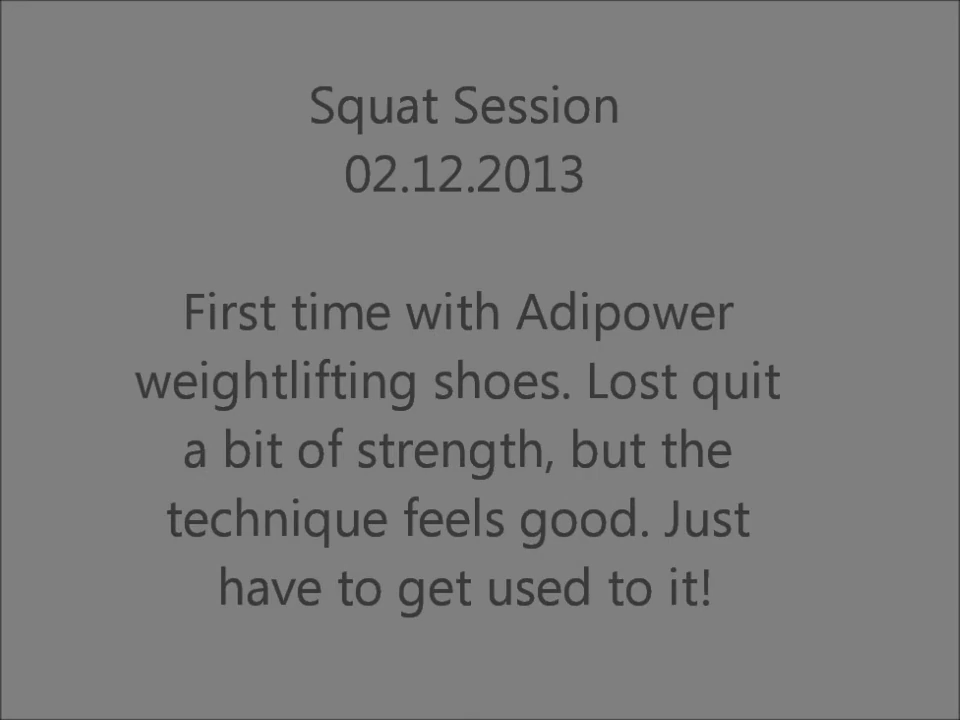 Squat Session
02.12.2013
First time with Adipower
weightlifting shoes. Lost quit
a bit of strength, but the
technique feels good. Just
have to get used to it!